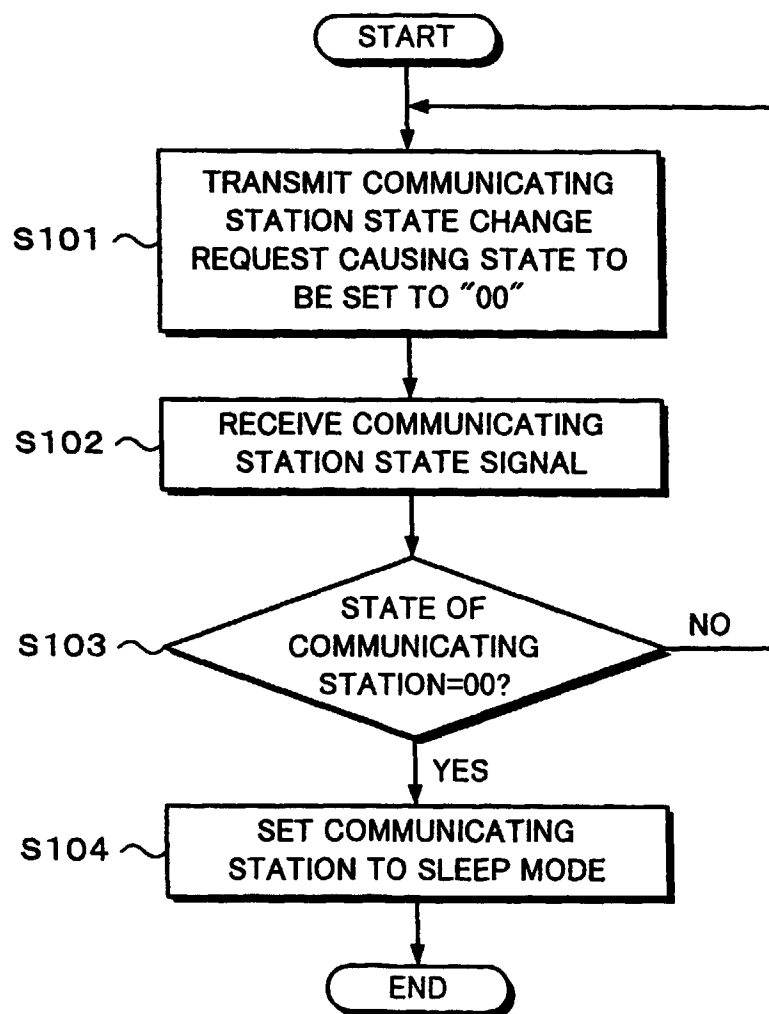 START
S101
TRANSMIT COMMUNICATING
STATION STATE CHANGE
REQUEST CAUSING STATE TO
BE SET TO "00"
S102
RECEIVE COMMUNICATING
STATION STATE SIGNAL
S103
STATE OF
COMMUNICATING
STATION=00?
NO
YES
S104
SET COMMUNICATING
STATION TO SLEEP MODE
END